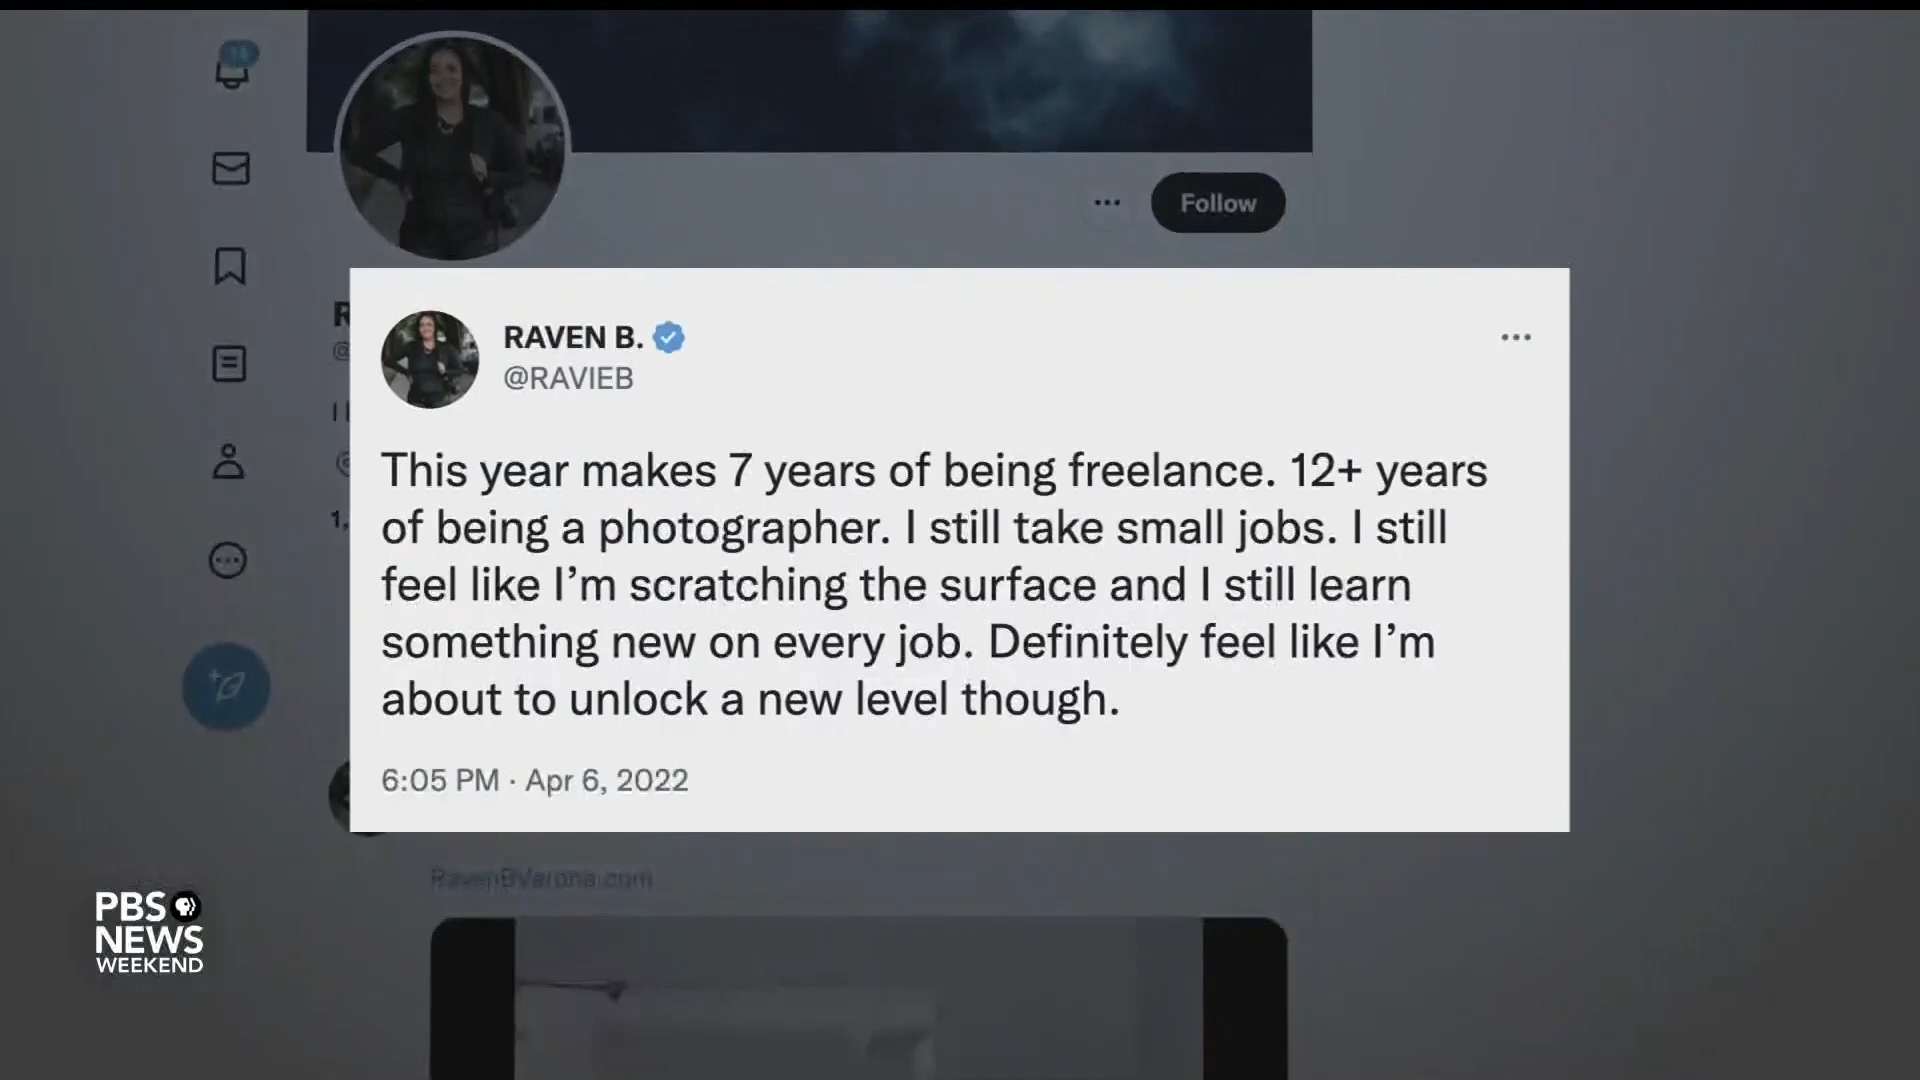 Follow
RAVEN B.
@RAVIEB
This year makes 7 years of being freelance. 12+ years
of being a photographer. I still take small jobs. I still
feel like I’m scratching the surface and I still learn
something new on every job. Definitely feel like I’m
about to unlock a new level though.
6:05 PM · Apr 6, 2022
RavenBVarona.com
PBS
NEWS
WEEKEND